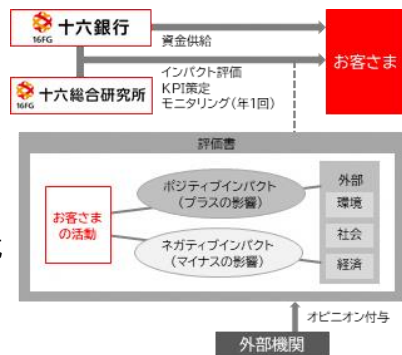 十六銀行
16FG
資金供給
お客さま
十六総合研究所
16FG
インパクト評価
KPI策定
モニタリング(年1回)
評価書
お客さま
の活動
ポジティブインパクト
(プラスの影響)
ネガティブインパクト
(マイナスの影響)
外部
環境
社会
経済
オピニオン付与
外部機関